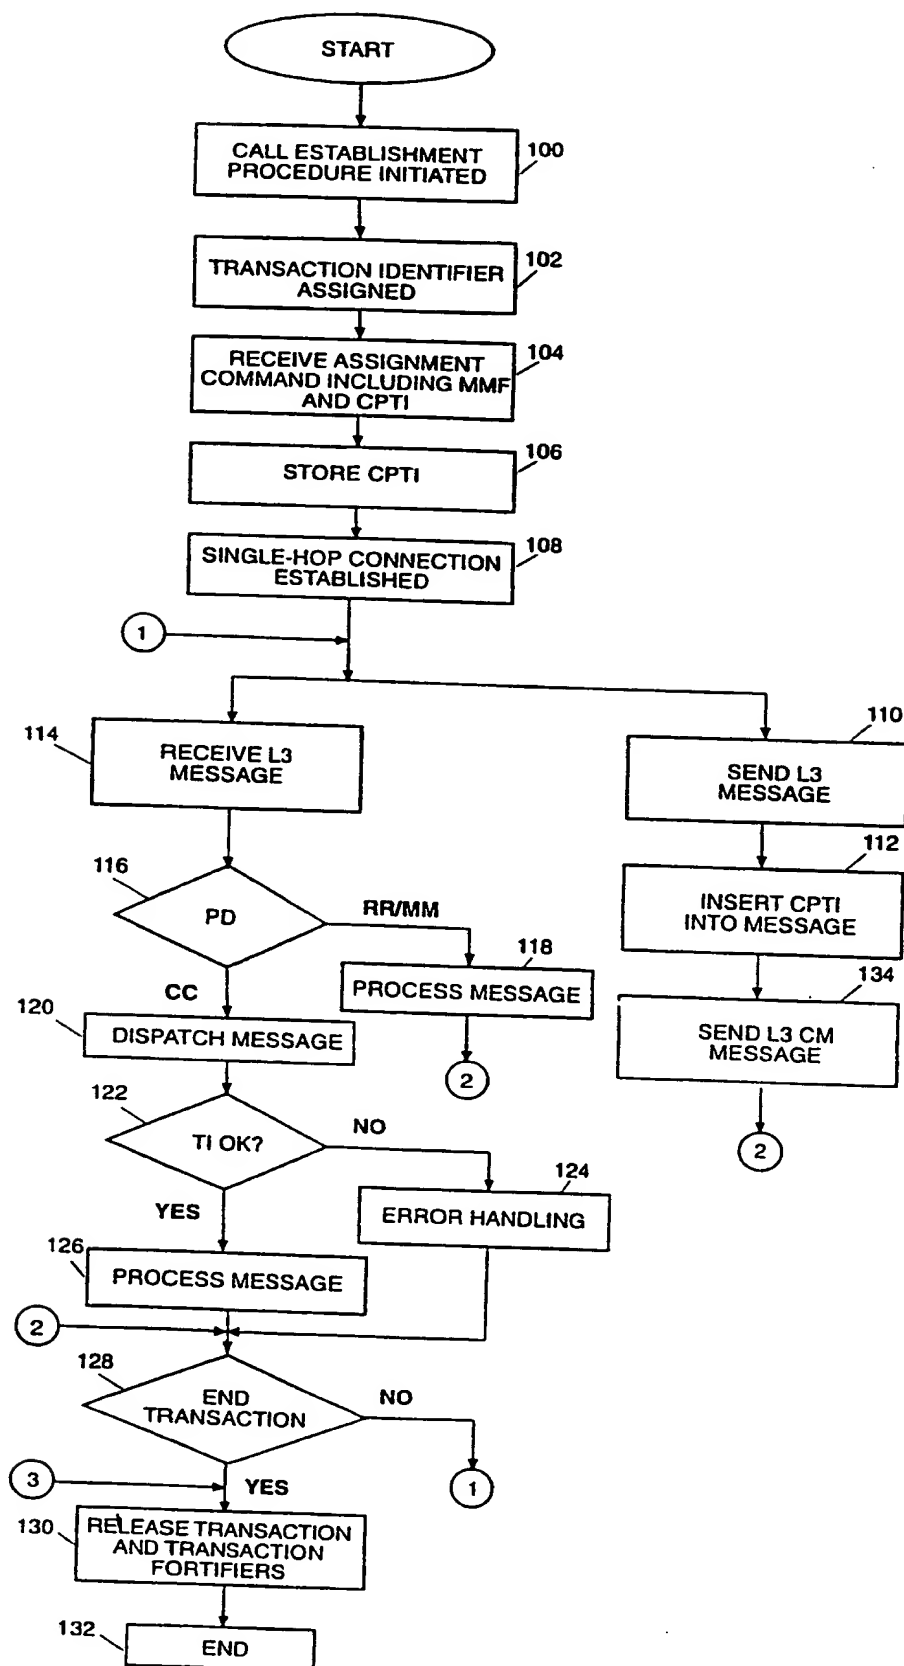 START
CALL ESTABLISHMENT
PROCEDURE INITIATED
100
TRANSACTION IDENTIFIER
ASSIGNED
102
RECEIVE ASSIGNMENT
COMMAND INCLUDING MMF
AND CPTI
104
STORE CPTI
106
SINGLE-HOP CONNECTION
ESTABLISHED
108
1
114
RECEIVE L3
MESSAGE
110
SEND L3
MESSAGE
116
PD
RR/MM
112
INSERT CPTI
INTO MESSAGE
118
PROCESS MESSAGE
2
CC
120
DISPATCH MESSAGE
134
SEND L3 CM
MESSAGE
2
122
TI OK?
NO
124
ERROR HANDLING
YES
126
PROCESS MESSAGE
2
128
END
TRANSACTION
NO
1
3
YES
130
RELEASE TRANSACTION
AND TRANSACTION
FORTIFIERS
132
END